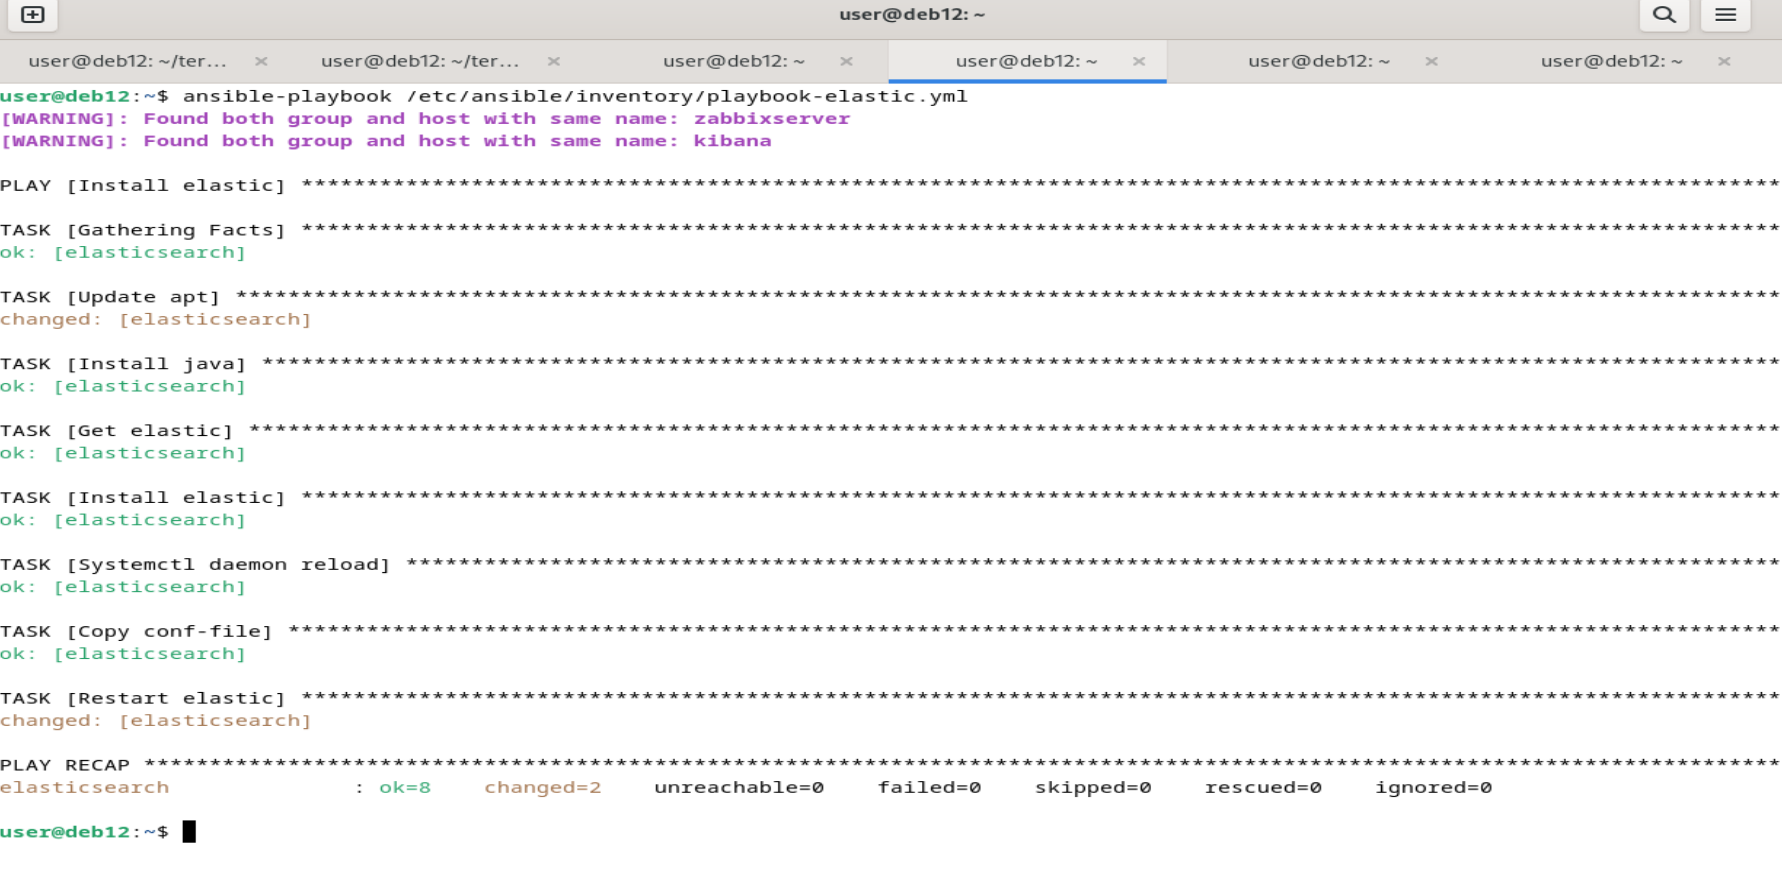 user@deb12: ~
user@deb12: ~/ter... × user@deb12: ~/ter... × user@deb12: ~ × user@deb12: ~ × user@deb12: ~ × user@deb12: ~ ×
user@deb12:~$ ansible-playbook /etc/ansible/inventory/playbook-elastic.yml
[WARNING]: Found both group and host with same name: zabbixserver
[WARNING]: Found both group and host with same name: kibana
PLAY [Install elastic] *****************************************************************************************************************
TASK [Gathering Facts] *****************************************************************************************************************
ok: [elasticsearch]
TASK [Update apt] **********************************************************************************************************************
changed: [elasticsearch]
TASK [Install java] ********************************************************************************************************************
ok: [elasticsearch]
TASK [Get elastic] *********************************************************************************************************************
ok: [elasticsearch]
TASK [Install elastic] *****************************************************************************************************************
ok: [elasticsearch]
TASK [Systemctl daemon reload] *********************************************************************************************************
ok: [elasticsearch]
TASK [Copy conf-file] ******************************************************************************************************************
ok: [elasticsearch]
TASK [Restart elastic] *****************************************************************************************************************
changed: [elasticsearch]
PLAY RECAP *****************************************************************************************************************************
elasticsearch : ok=8 changed=2 unreachable=0 failed=0 skipped=0 rescued=0 ignored=0
user@deb12:~$